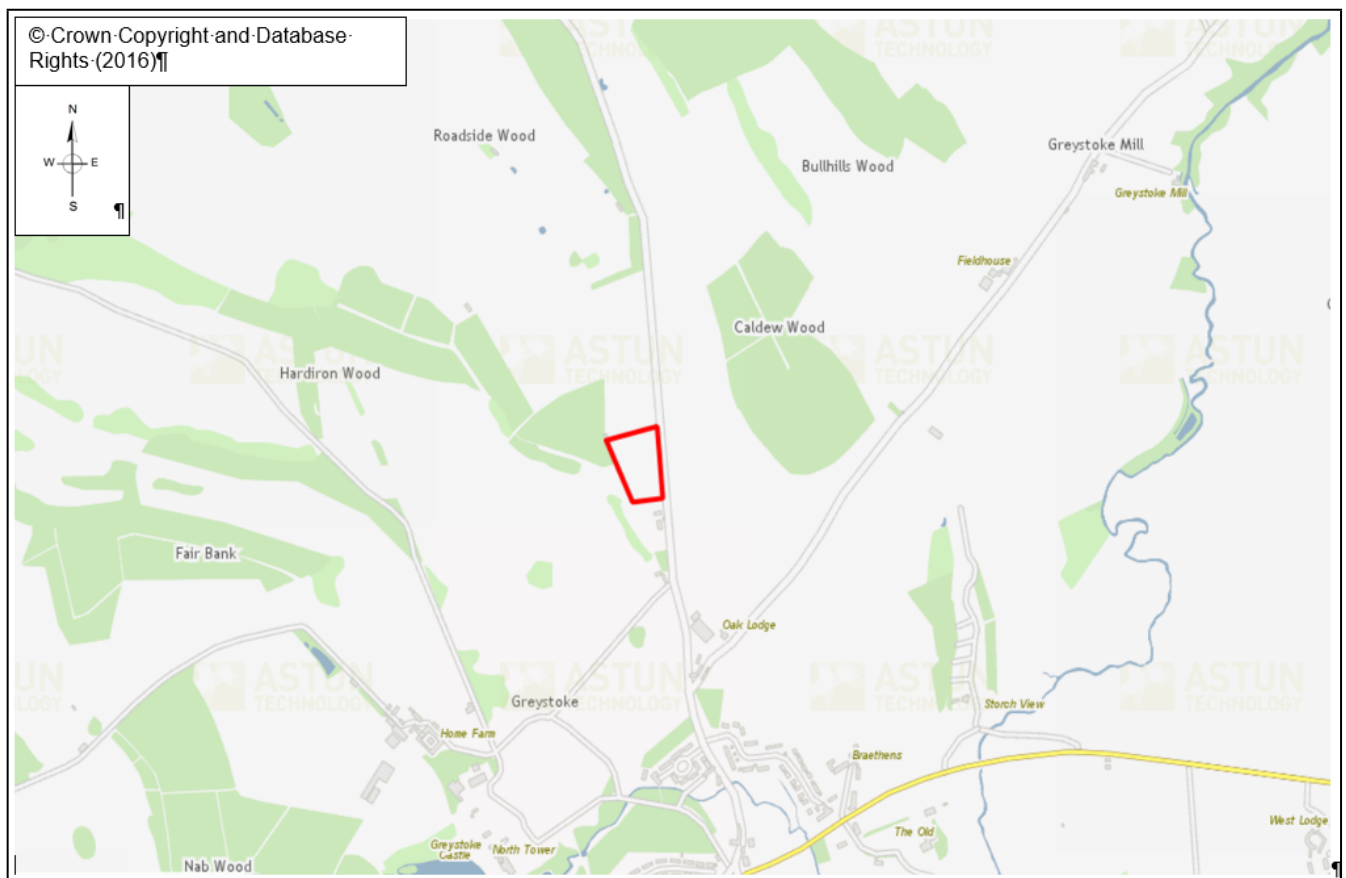 ©·Crown·Copyright·and·Database·
Rights·(2016)¶
N
W E
S ¶
Roadside Wood
Bullhills Wood
Greystoke Mill
Greystoke Mill
Fieldhouse
Caldew Wood
Hardiron Wood
Fair Bank
Oak Lodge
Greystoke
Storch View
Home Farm
Braethens
The Old
West Lodge
Greystoke
Castle
North Tower
Nab Wood
¶
ASTUN
TECHNOLOGY